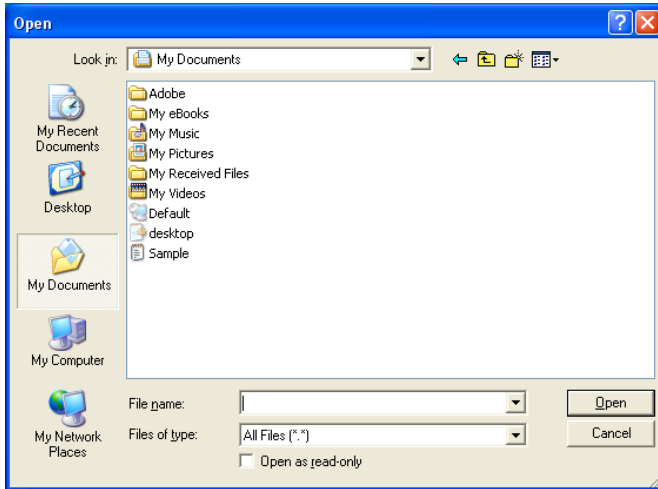 Open
Look in:
My Documents
My Recent
Documents
Desktop
My Documents
My Computer
My Network
Places
Adobe
My eBooks
My Music
My Pictures
My Received Files
My Videos
Default
desktop
Sample
File name:
Open
Files of type:
All Files (*.*)
Cancel
Open as read-only